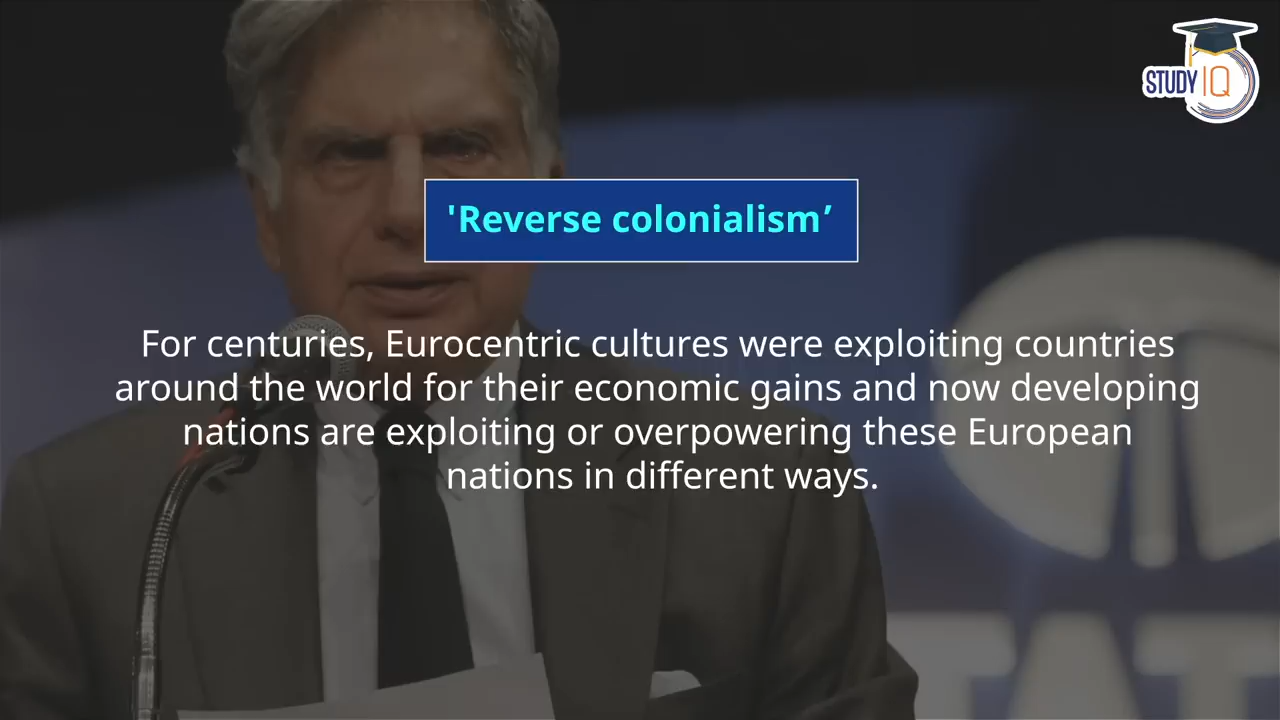 STUDY IQ
'Reverse colonialism’
For centuries, Eurocentric cultures were exploiting countries
around the world for their economic gains and now developing
nations are exploiting or overpowering these European
nations in different ways.
TAT